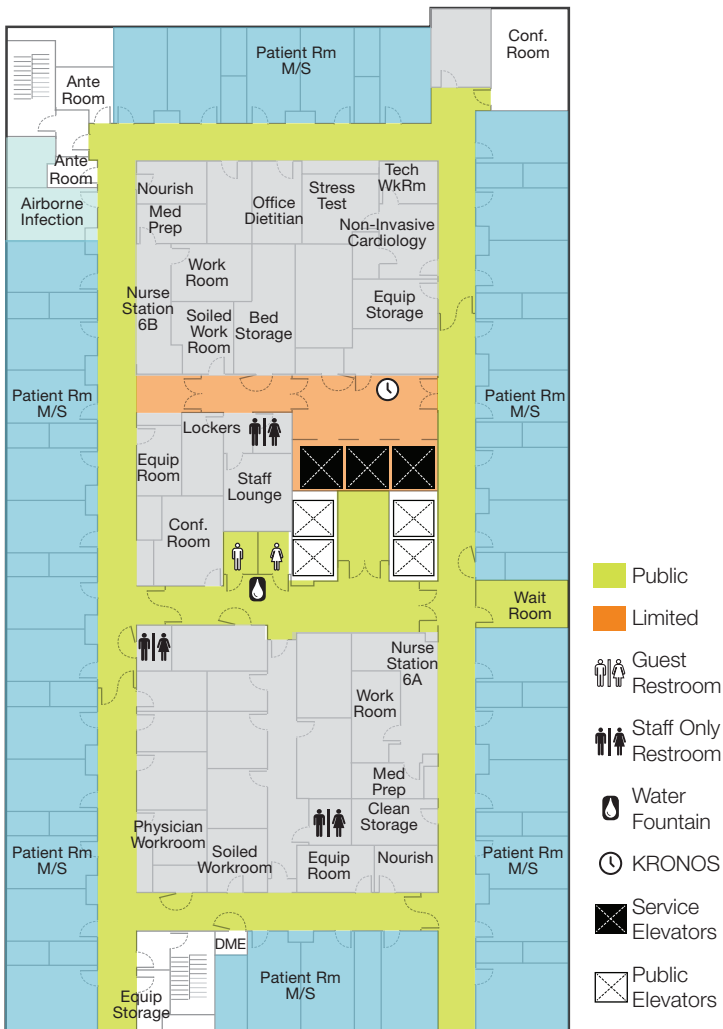 Patient Rm
M/S
Conf.
Room
Ante
Room
Ante
Room
Airborne
Infection
Nourish
Med
Prep
Office
Dietitian
Stress
Test
Tech
WkRm
Non-Invasive
Cardiology
Work
Room
Nurse
Station
6B
Soiled
Work
Room
Bed
Storage
Equip
Storage
Patient Rm
M/S
Patient Rm
M/S
Lockers
Equip
Room
Staff
Lounge
Conf.
Room
Wait
Room
Nurse
Station
6A
Work
Room
Med
Prep
Clean
Storage
Physician
Workroom
Soiled
Workroom
Equip
Room
Nourish
Patient Rm
M/S
Patient Rm
M/S
DME
Patient Rm
M/S
Equip
Storage
Public
Limited
Guest
Restroom
Staff Only
Restroom
Water
Fountain
KRONOS
Service
Elevators
Public
Elevators